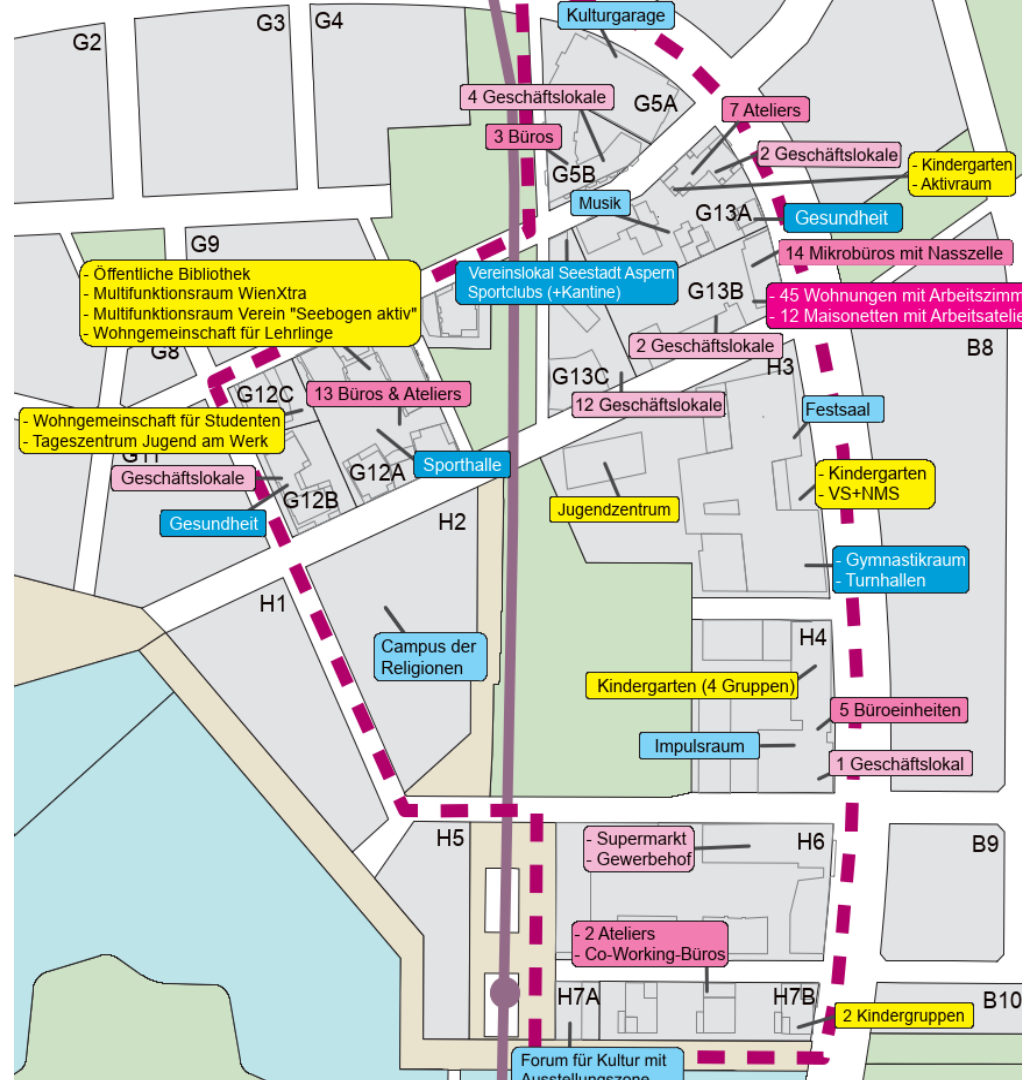 G2
G3
G4
Kulturgarage
G5A
4 Geschäftslokale
7 Ateliers
3 Büros
2 Geschäftslokale
- Kindergarten
- Aktivraum
G5B
Musik
G13A
Gesundheit
G9
14 Mikrobüros mit Nasszelle
- Öffentliche Bibliothek
- Multifunktionsraum WienXtra
- Multifunktionsraum Verein "Seebogen aktiv"
- Wohngemeinschaft für Lehrlinge
Vereinslokal Seestadt Aspern
Sportclubs (+Kantine)
G13B
- 45 Wohnungen mit Arbeitszimm
- 12 Maisonetten mit Arbeitsatelie
2 Geschäftslokale
B8
G8
H3
G13C
G12C
13 Büros & Ateliers
12 Geschäftslokale
Festsaal
- Wohngemeinschaft für Studenten
- Tageszentrum Jugend am Werk
G11
Geschäftslokale
G12A
Sporthalle
- Kindergarten
- VS+NMS
G12B
Jugendzentrum
Gesundheit
H2
- Gymnastikraum
- Turnhallen
H1
Campus der
Religionen
H4
Kindergarten (4 Gruppen)
5 Büroeinheiten
Impulsraum
1 Geschäftslokal
H5
- Supermarkt
- Gewerbehof
H6
B9
- 2 Ateliers
- Co-Working-Büros
H7A
H7B
B10
2 Kindergruppen
Forum für Kultur mit
Ausstellungszone